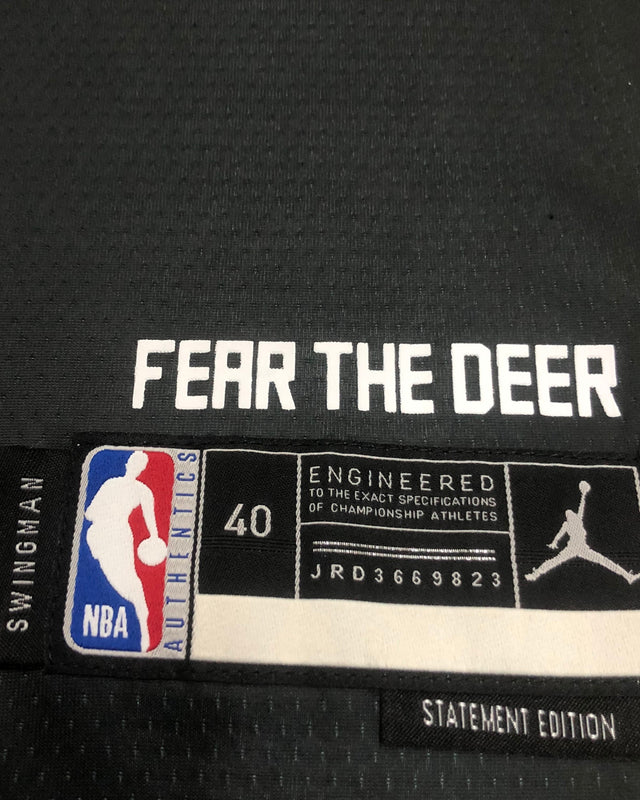 FEAR THE DEER
SWINGMAN
NBA
AUTHENTICS
40
ENGINEERED
TO THE EXACT SPECIFICATIONS
OF CHAMPIONSHIP ATHLETES
JRD3669823
STATEMENT EDITION